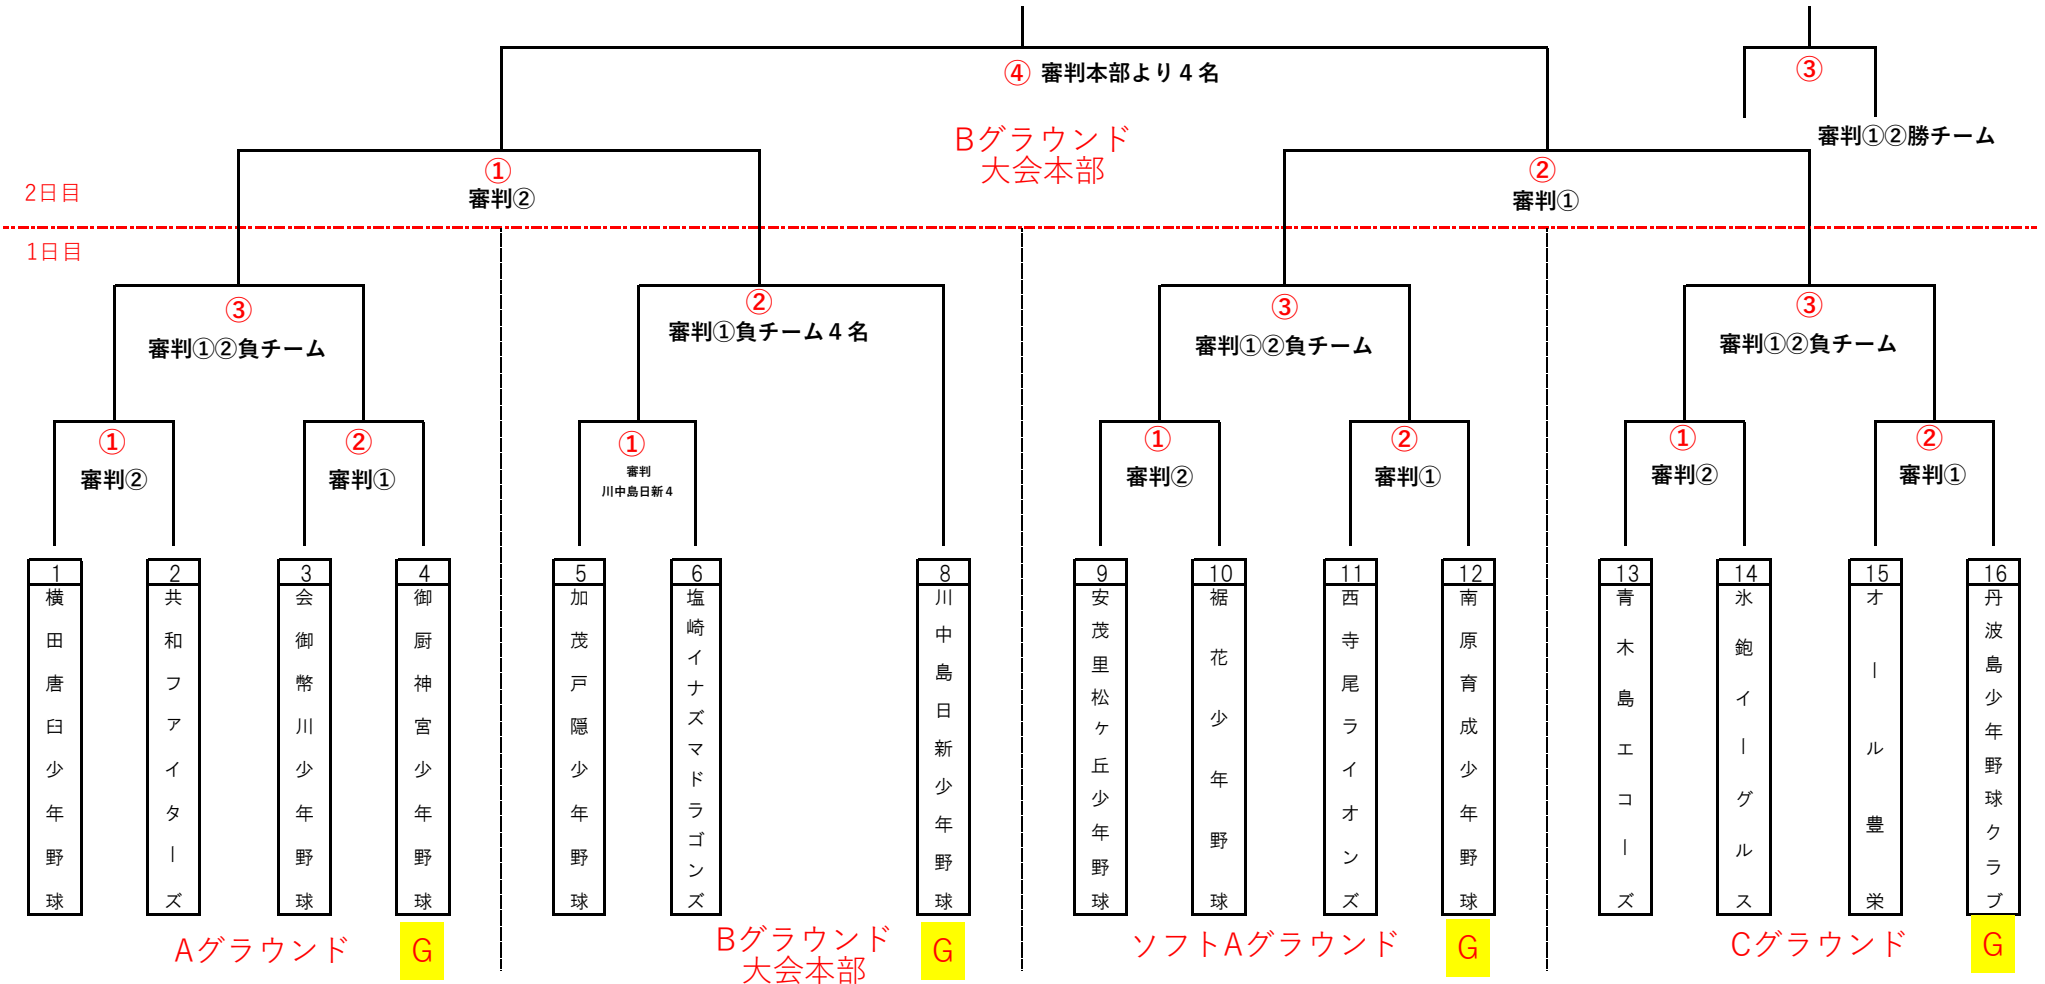 ④ 審判本部より４名
③
Bグラウンド
大会本部
審判①②勝チーム
①
審判②
②
審判①
2日目
1日目
③
審判①②負チーム
②
審判①負チーム４名
③
審判①②負チーム
③
審判①②負チーム
①
審判②
②
審判①
①
審判
川中島日新４
①
審判②
②
審判①
①
審判②
②
審判①
1
横田唐臼少年野球
2
共和ファイターズ
3
会御幣川少年野球
4
御厨神宮少年野球
5
加茂戸隠少年野球
6
塩崎イナズマドラゴンズ
8
川中島日新少年野球
9
安茂里松ヶ丘少年野球
10
裾花少年野球
11
西寺尾ライオンズ
12
南原育成少年野球
13
青木島エコーズ
14
氷鉋イーグルス
15
オール豊栄
16
丹波島少年野球クラブ
Aグラウンド
G
Bグラウンド
大会本部
G
ソフトAグラウンド
G
Cグラウンド
G